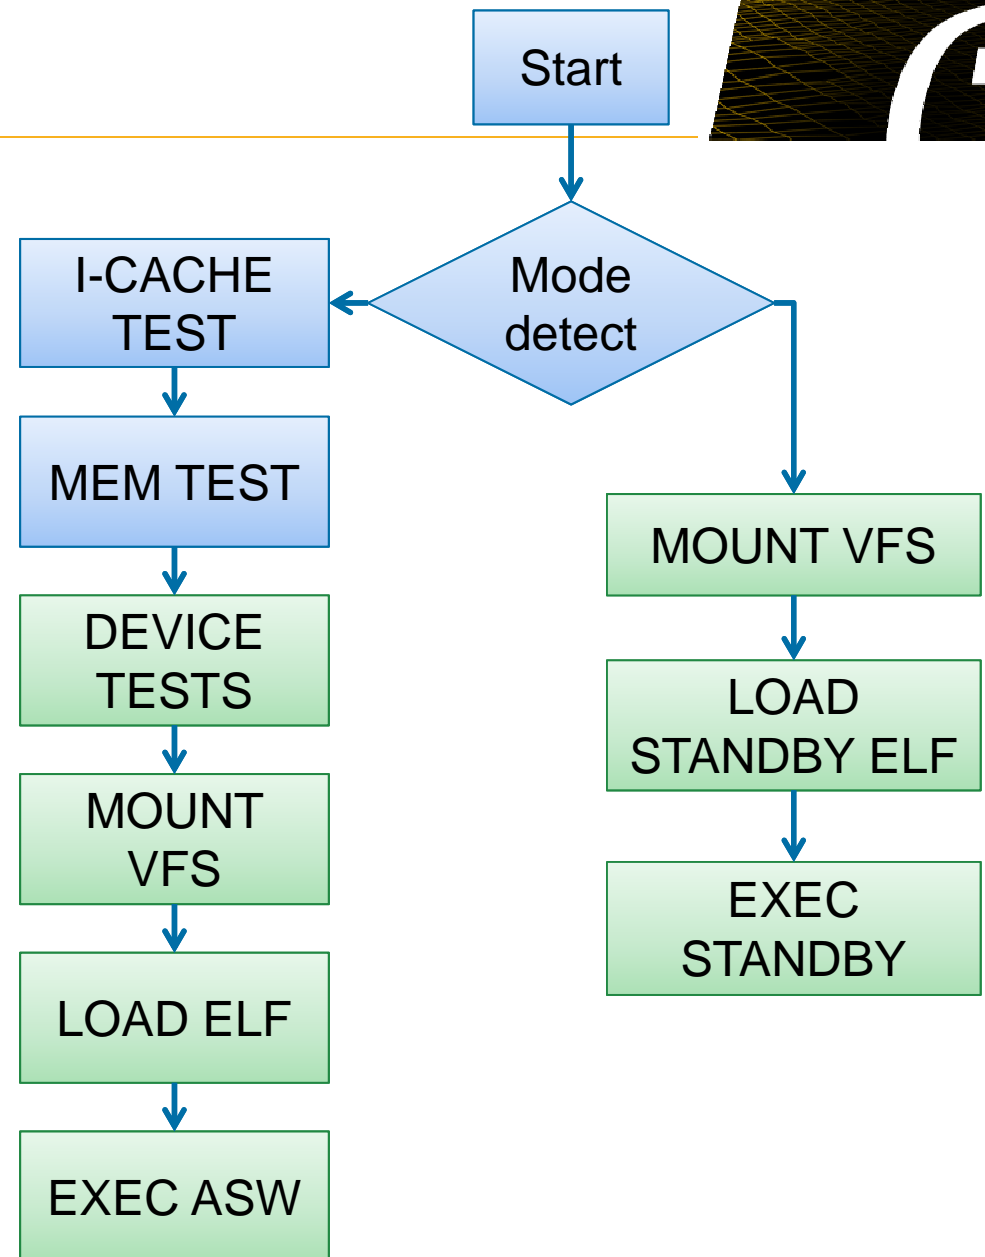 Start
Mode
detect
I-CACHE
TEST
MEM TEST
DEVICE
TESTS
MOUNT
VFS
LOAD ELF
EXEC ASW
MOUNT VFS
LOAD
STANDBY ELF
EXEC
STANDBY